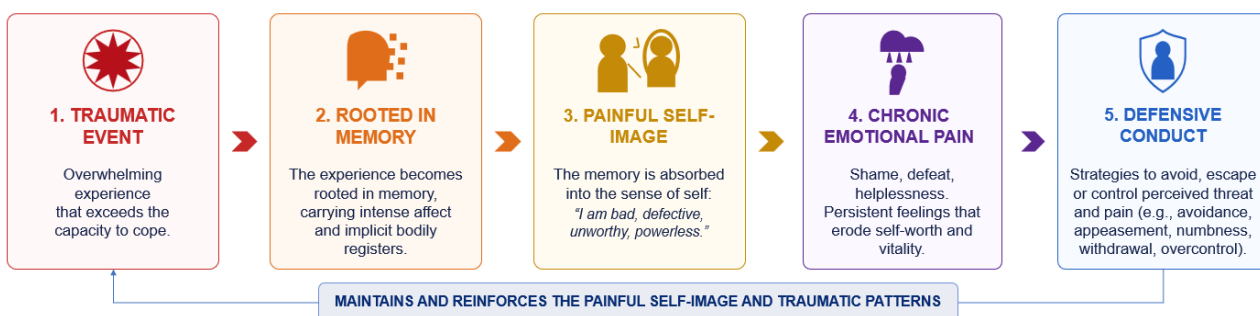 1. TRAUMATIC
EVENT
Overwhelming
experience
that exceeds the
capacity to cope.
2. ROOTED IN
MEMORY
The experience becomes
rooted in memory,
carrying intense affect
and implicit bodily
registers.
3. PAINFUL SELF-
IMAGE
The memory is absorbed
into the sense of self:
“I am bad, defective,
unworthy, powerless.”
4. CHRONIC
EMOTIONAL PAIN
Shame, defeat,
helplessness.
Persistent feelings that
erode self-worth and
vitality.
5. DEFENSIVE
CONDUCT
Strategies to avoid, escape
or control perceived threat
and pain (e.g., avoidance,
appeasement, numbness,
withdrawal, overcontrol).
MAINTAINS AND REINFORCES THE PAINFUL SELF-IMAGE AND TRAUMATIC PATTERNS